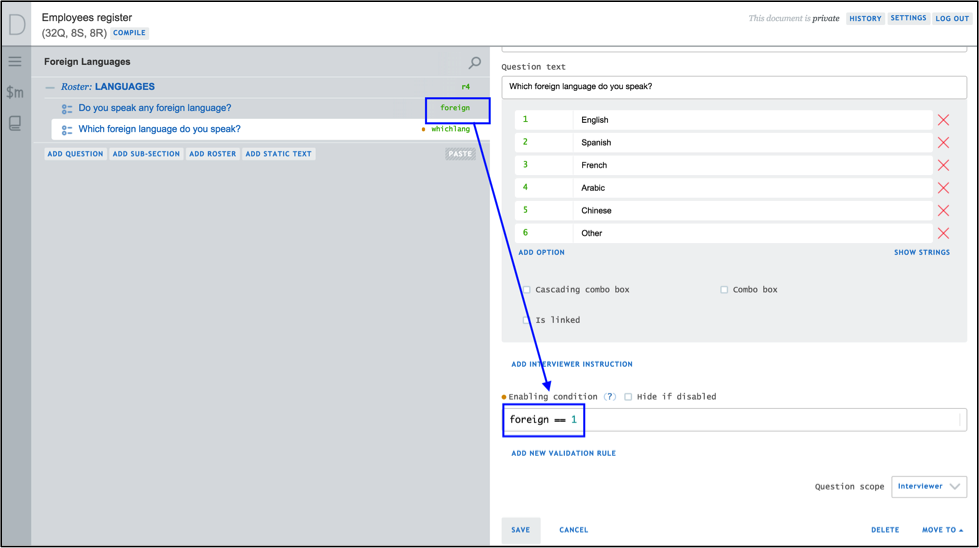 D
Employees register
(32Q, 8S, 8R) COMPILE
This document is private HISTORY SETTINGS LOG OUT
Foreign Languages
$m
Roster: LANGUAGES r4
Do you speak any foreign language? foreign
Which foreign language do you speak? whichlang
ADD QUESTION ADD SUB-SECTION ADD ROSTER ADD STATIC TEXT PASTE
Question text
Which foreign language do you speak?
1 English
2 Spanish
3 French
4 Arabic
5 Chinese
6 Other
ADD OPTION SHOW STRINGS
Cascading combo box Combo box
Is linked
ADD INTERVIEWER INSTRUCTION
Enabling condition (?) Hide if disabled
foreign == 1
ADD NEW VALIDATION RULE
Question scope Interviewer
SAVE CANCEL DELETE MOVE TO